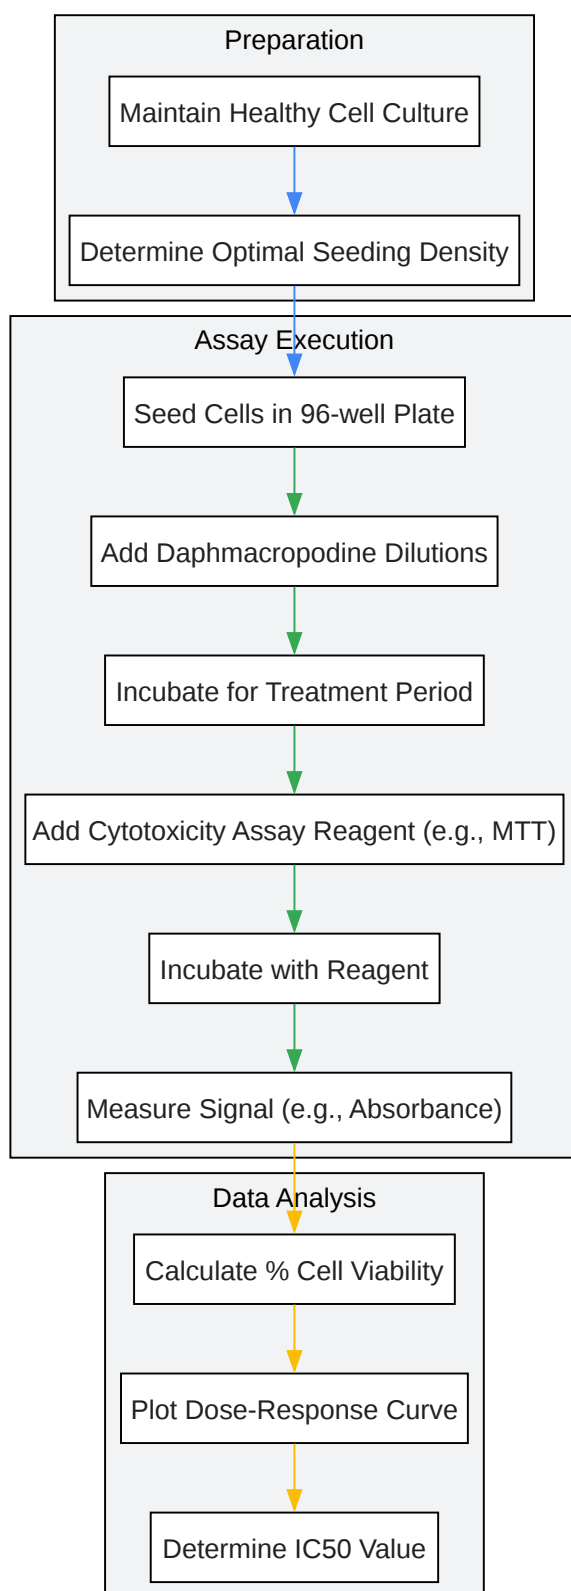 Preparation
Maintain Healthy Cell Culture
Determine Optimal Seeding Density
Assay Execution
Seed Cells in 96-well Plate
Add Daphmacropodine Dilutions
Incubate for Treatment Period
Add Cytotoxicity Assay Reagent (e.g., MTT)
Incubate with Reagent
Measure Signal (e.g., Absorbance)
Data Analysis
Calculate % Cell Viability
Plot Dose-Response Curve
Determine IC50 Value